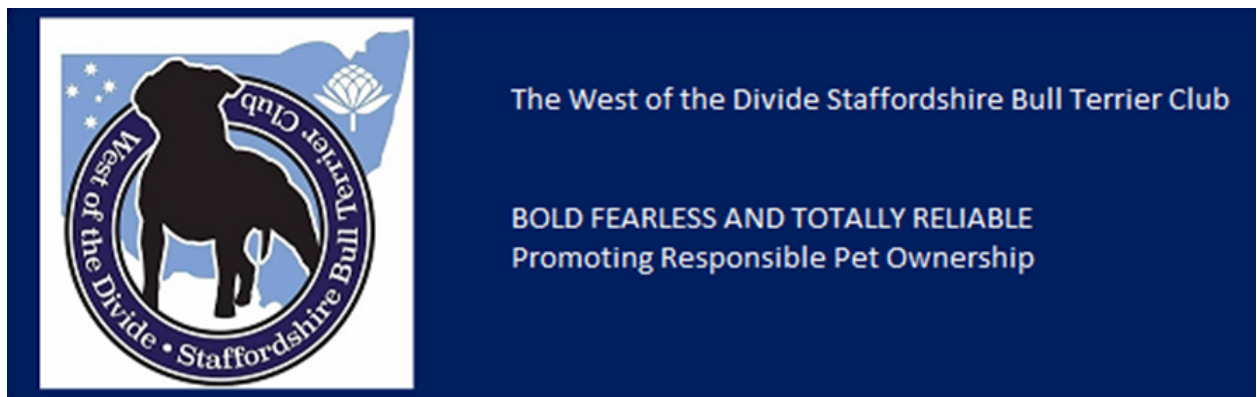 West of the Divide • Staffordshire Bull Terrier Club
The West of the Divide Staffordshire Bull Terrier Club
BOLD FEARLESS AND TOTALLY RELIABLE
Promoting Responsible Pet Ownership